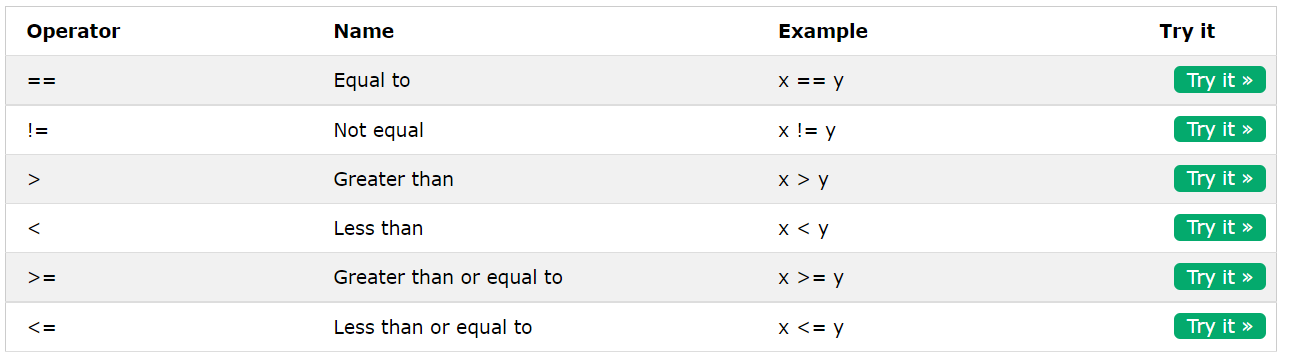 Operator Name Example Try it
== Equal to x == y Try it »
!= Not equal x != y Try it »
> Greater than x > y Try it »
< Less than x < y Try it »
>= Greater than or equal to x >= y Try it »
<= Less than or equal to x <= y Try it »